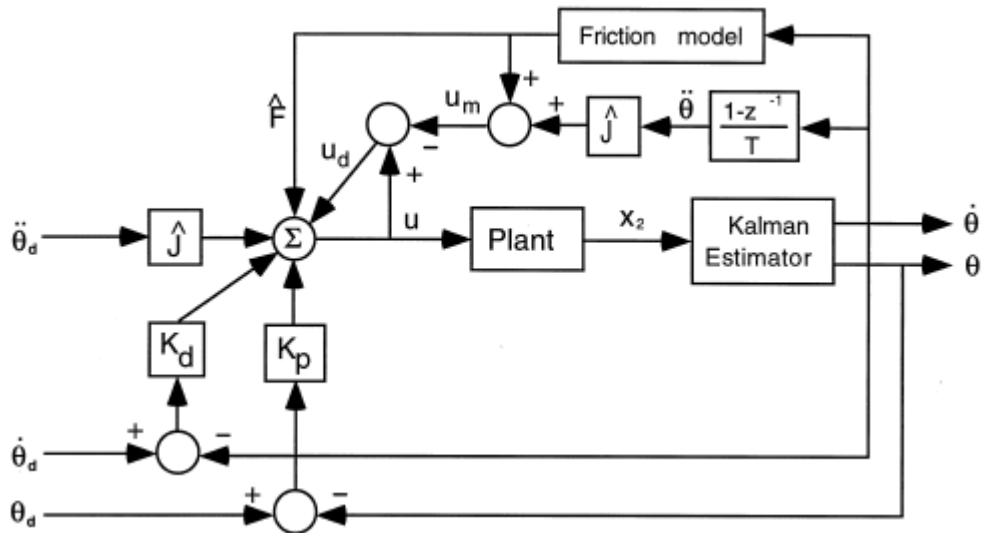 Friction model
+
F̂
u_m
+
Ĵ
θ̈
1-z⁻¹
T
−
u_d
+
θ̈_d
Ĵ
Σ
u
Plant
x₂
Kalman
Estimator
θ̇
θ
K_d
K_p
θ̇_d
+
−
θ_d
+
−